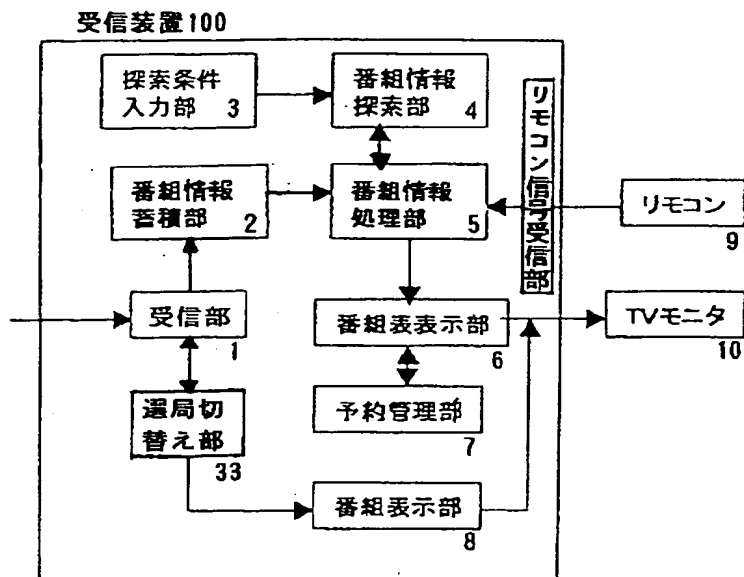 受信装置100
探索条件
入力部 3
番組情報
探索部 4
リモコン信号受信部
番組情報
蓄積部 2
番組情報
処理部 5
リモコン
9
受信部
1
番組表表示部
6
TVモニタ
10
選局切
替え部
33
予約管理部
7
番組表示部
8